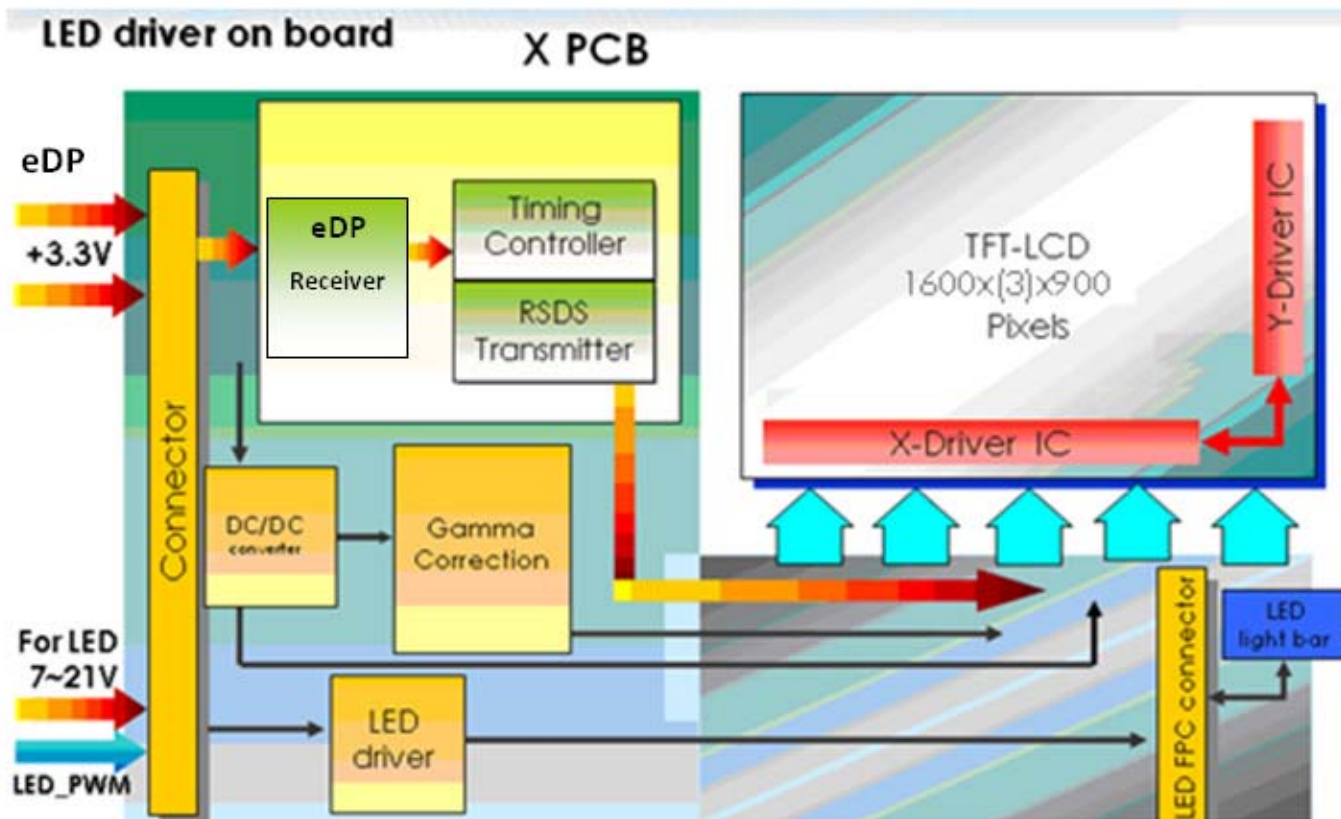 LED driver on board
X PCB
eDP
+3.3V
Connector
eDP
Receiver
Timing
Controller
RSDS
Transmitter
DC/DC
converter
Gamma
Correction
For LED
7~21V
LED_PWM
LED
driver
TFT-LCD
1600x(3)x900
Pixels
Y-Driver IC
X-Driver IC
LED FPC connector
LED
light bar